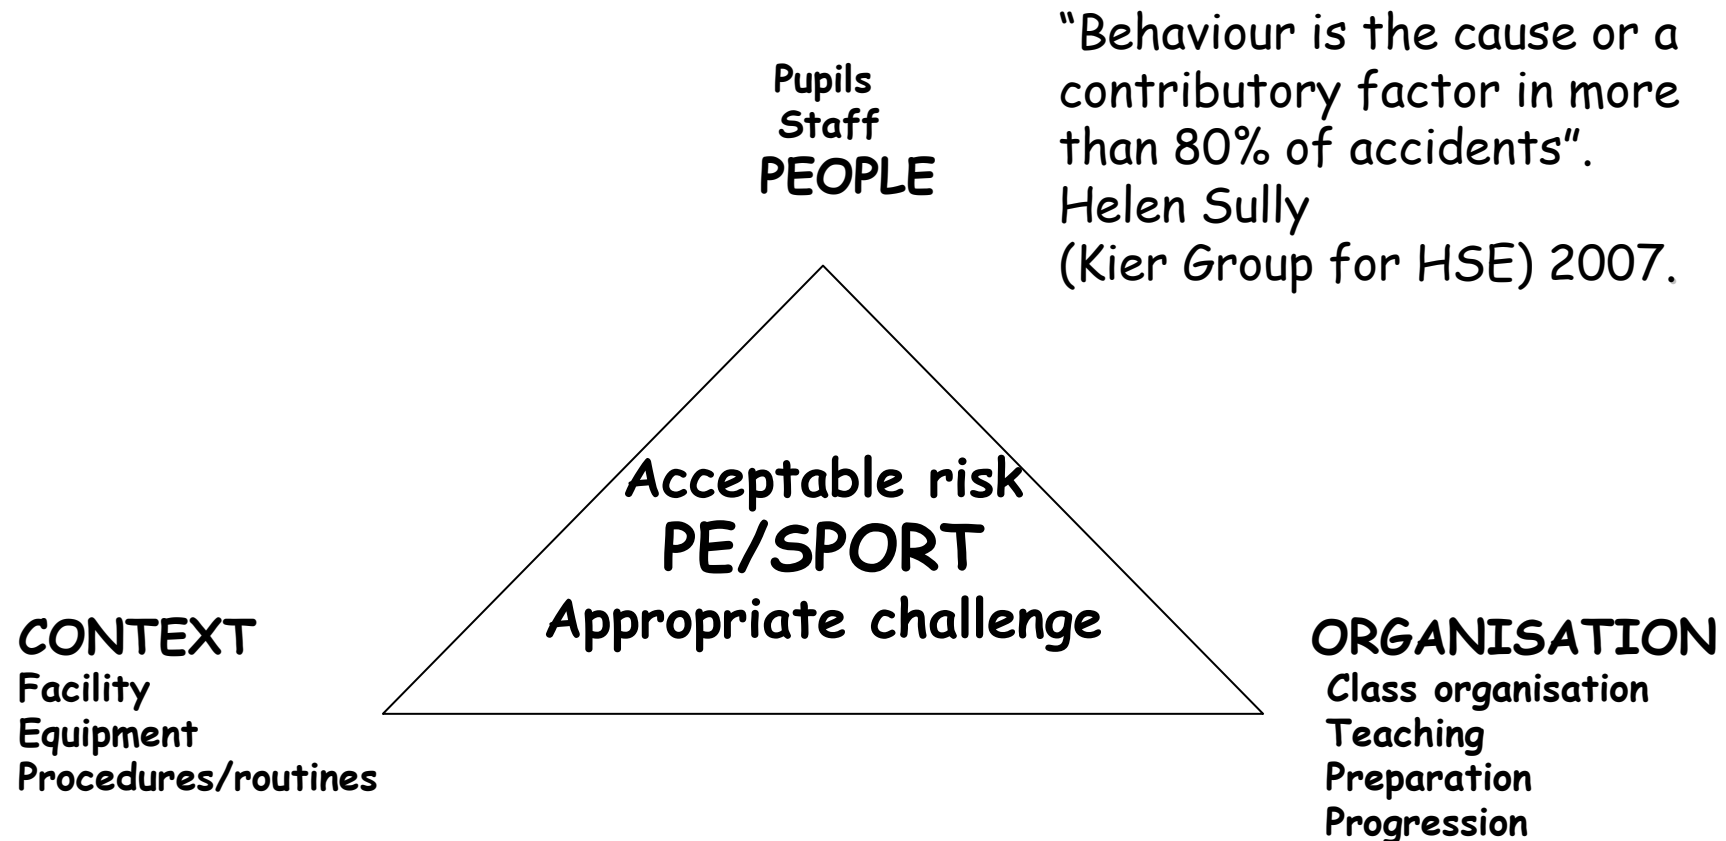 Pupils
Staff
PEOPLE
“Behaviour is the cause or a
contributory factor in more
than 80% of accidents”.
Helen Sully
(Kier Group for HSE) 2007.
Acceptable risk
PE/SPORT
Appropriate challenge
CONTEXT
Facility
Equipment
Procedures/routines
ORGANISATION
Class organisation
Teaching
Preparation
Progression